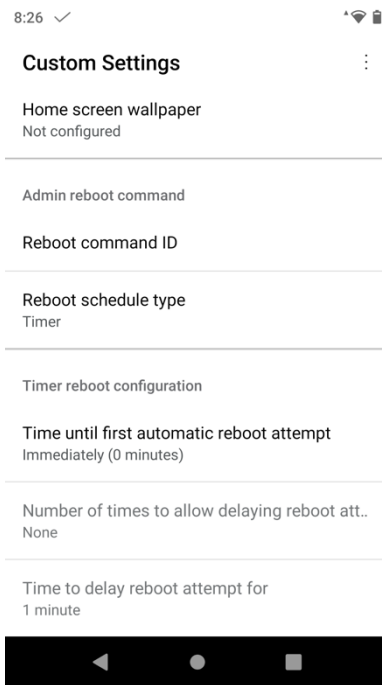 8:26
Custom Settings
Home screen wallpaper
Not configured
Admin reboot command
Reboot command ID
Reboot schedule type
Timer
Timer reboot configuration
Time until first automatic reboot attempt
Immediately (0 minutes)
Number of times to allow delaying reboot att..
None
Time to delay reboot attempt for
1 minute